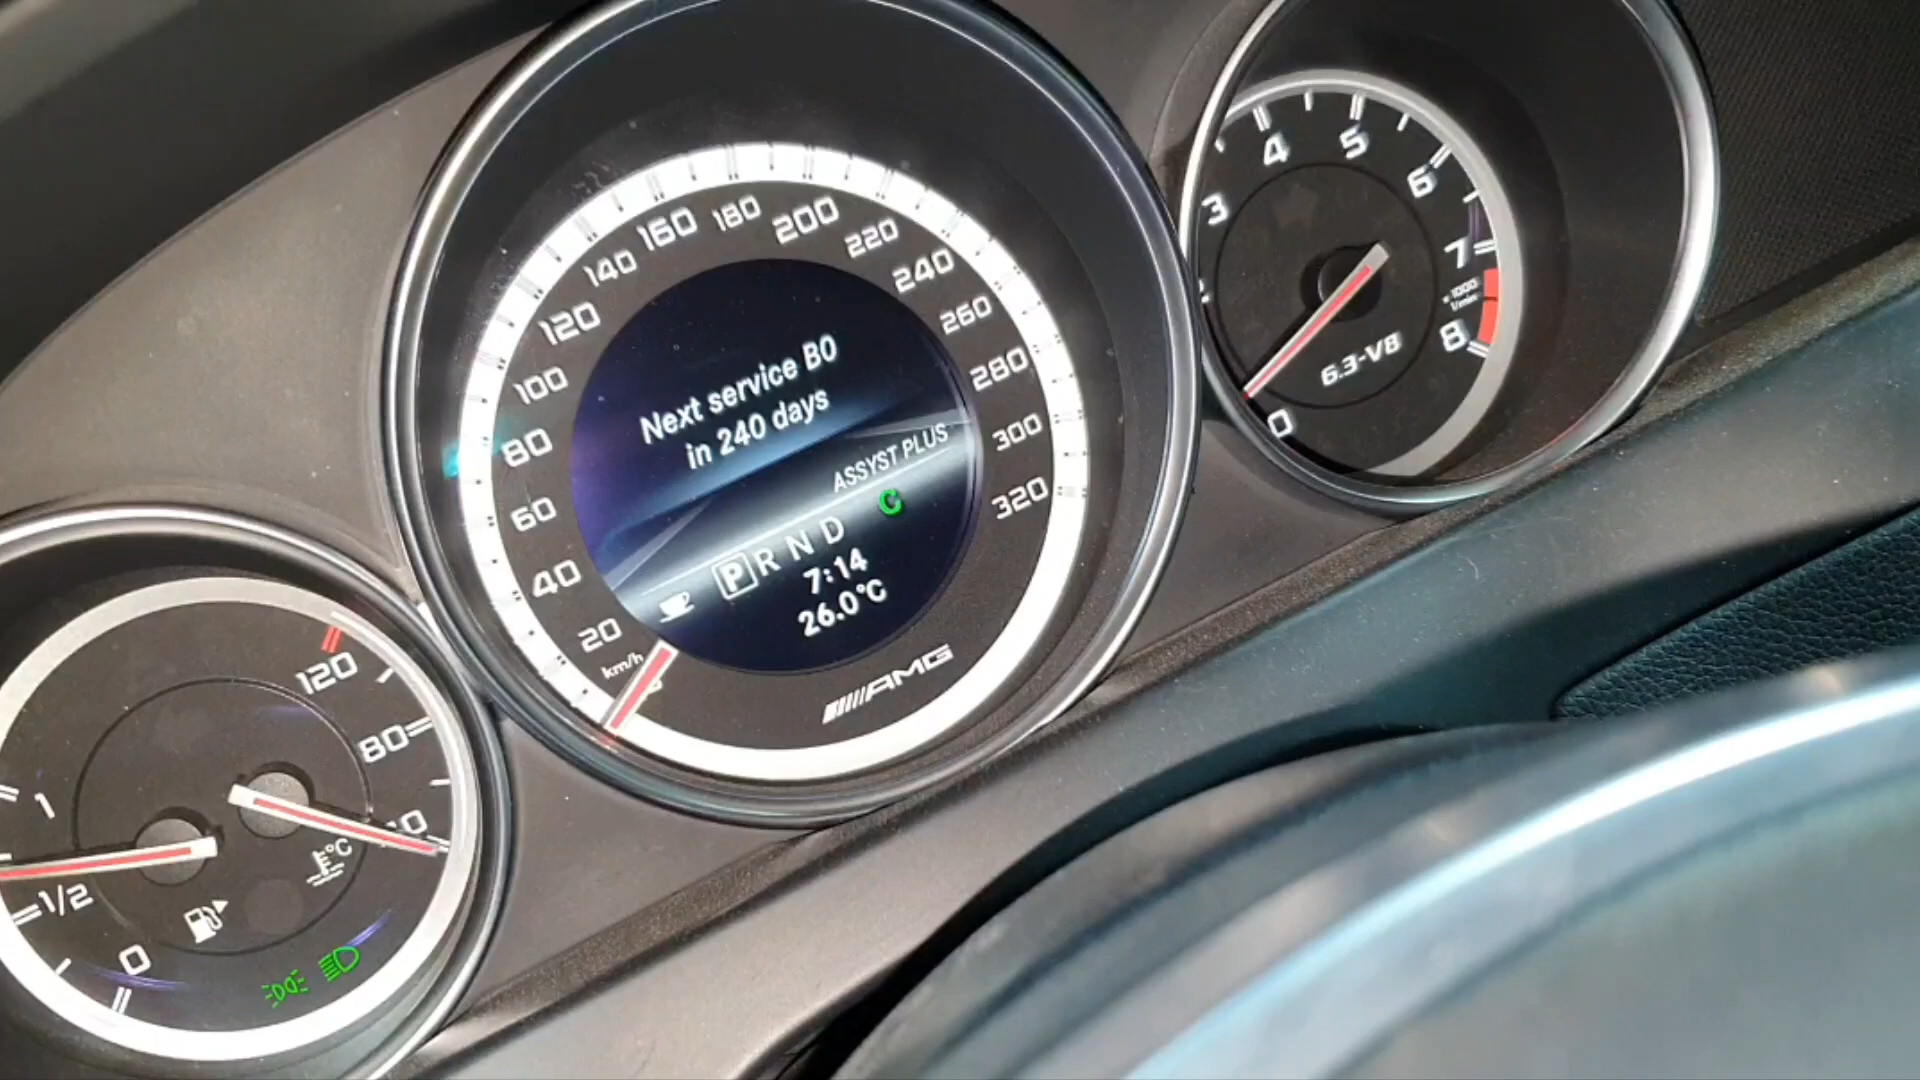 Next service B0
in 240 days
ASSYST PLUS
C
P R N D
7:14
26.0°C
20
40
60
80
100
120
140
160
180
200
220
240
260
280
300
320
km/h
AMG
3
4
5
6
7
8
0
1000
1/min
6.3-V8
120
80
°C
1
1/2
0